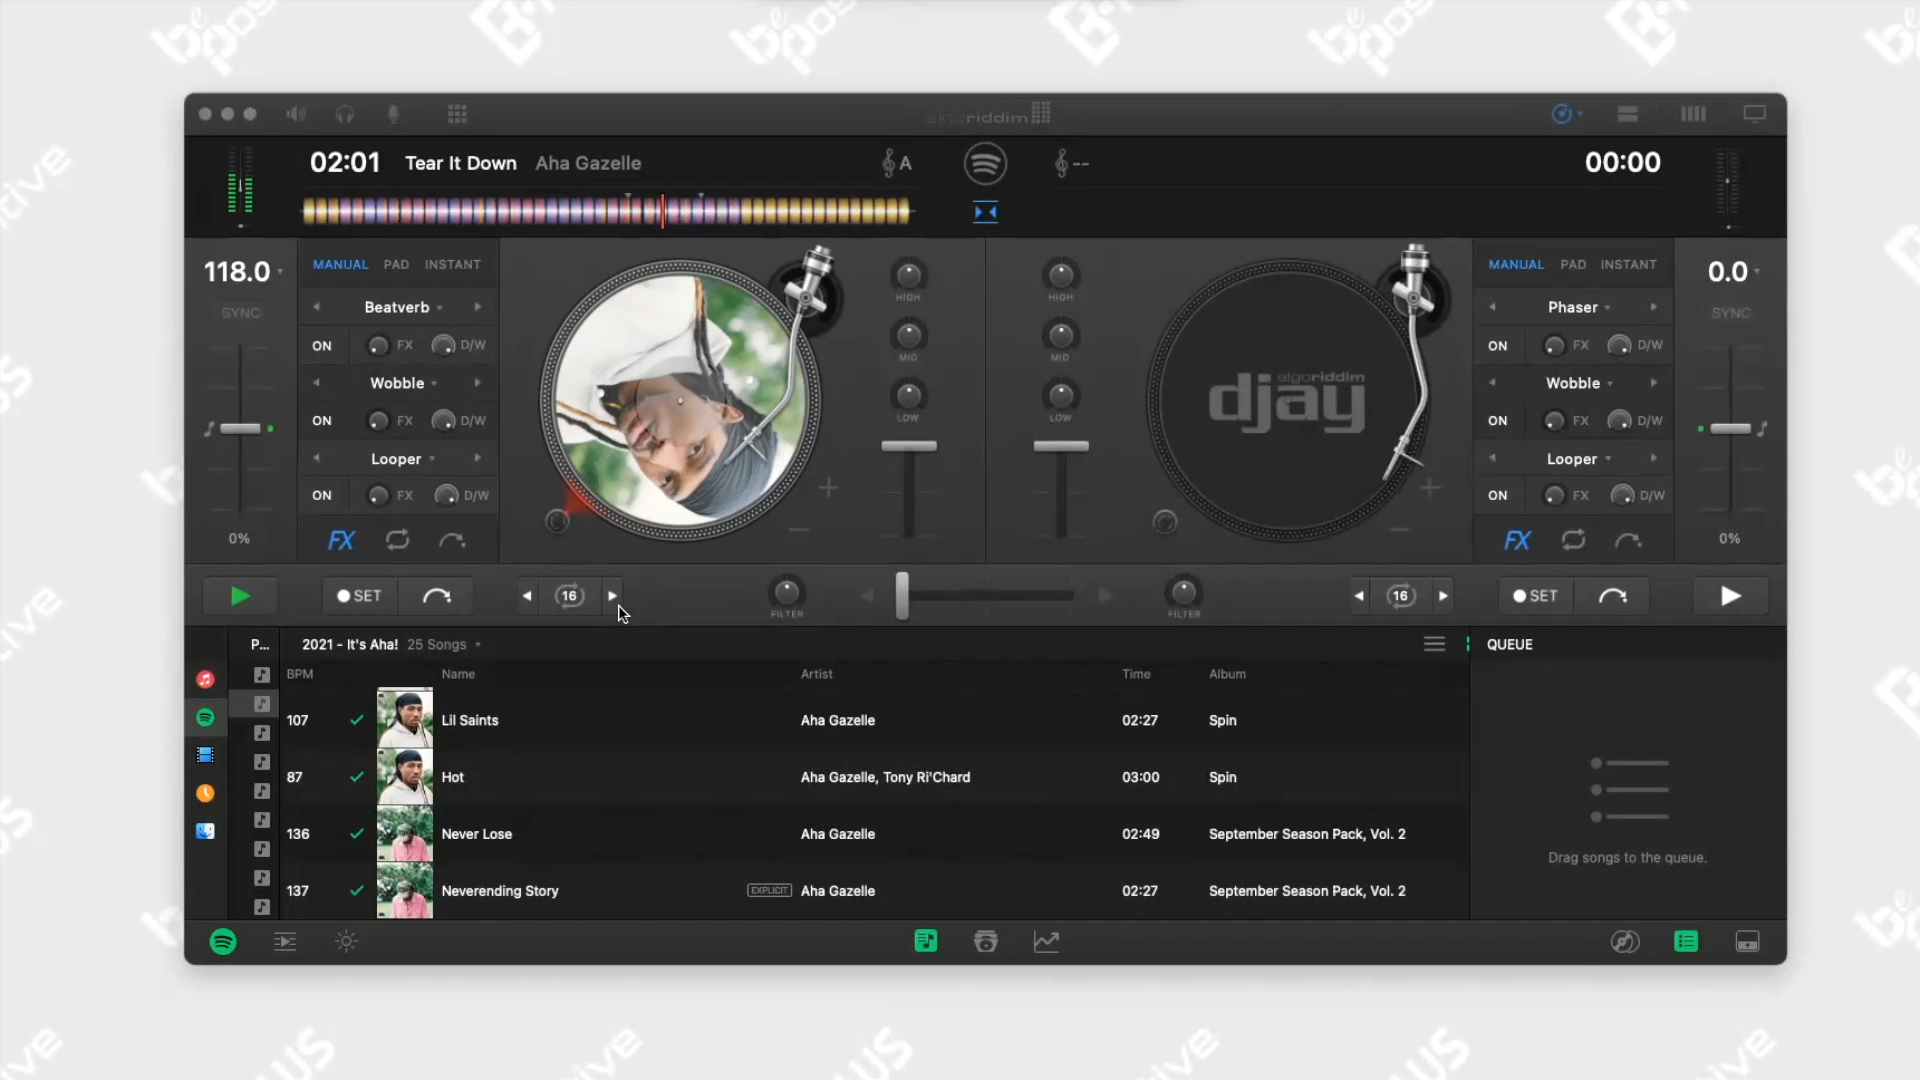 algoriddim
02:01 Tear It Down Aha Gazelle A -- 00:00
118.0 MANUAL PAD INSTANT MANUAL PAD INSTANT 0.0
SYNC Beatverb HIGH HIGH Phaser SYNC
ON FX D/W MID MID ON FX D/W
Wobble Wobble
ON FX D/W LOW LOW algoriddim djay ON FX D/W
Looper Looper
ON FX D/W ON FX D/W
0% FX FX 0%
SET 16 FILTER FILTER 16 SET
P... 2021 - It's Aha! 25 Songs QUEUE
BPM Name Artist Time Album
107 Lil Saints Aha Gazelle 02:27 Spin
87 Hot Aha Gazelle, Tony Ri'Chard 03:00 Spin
136 Never Lose Aha Gazelle 02:49 September Season Pack, Vol. 2
Drag songs to the queue.
137 Neverending Story EXPLICIT Aha Gazelle 02:27 September Season Pack, Vol. 2